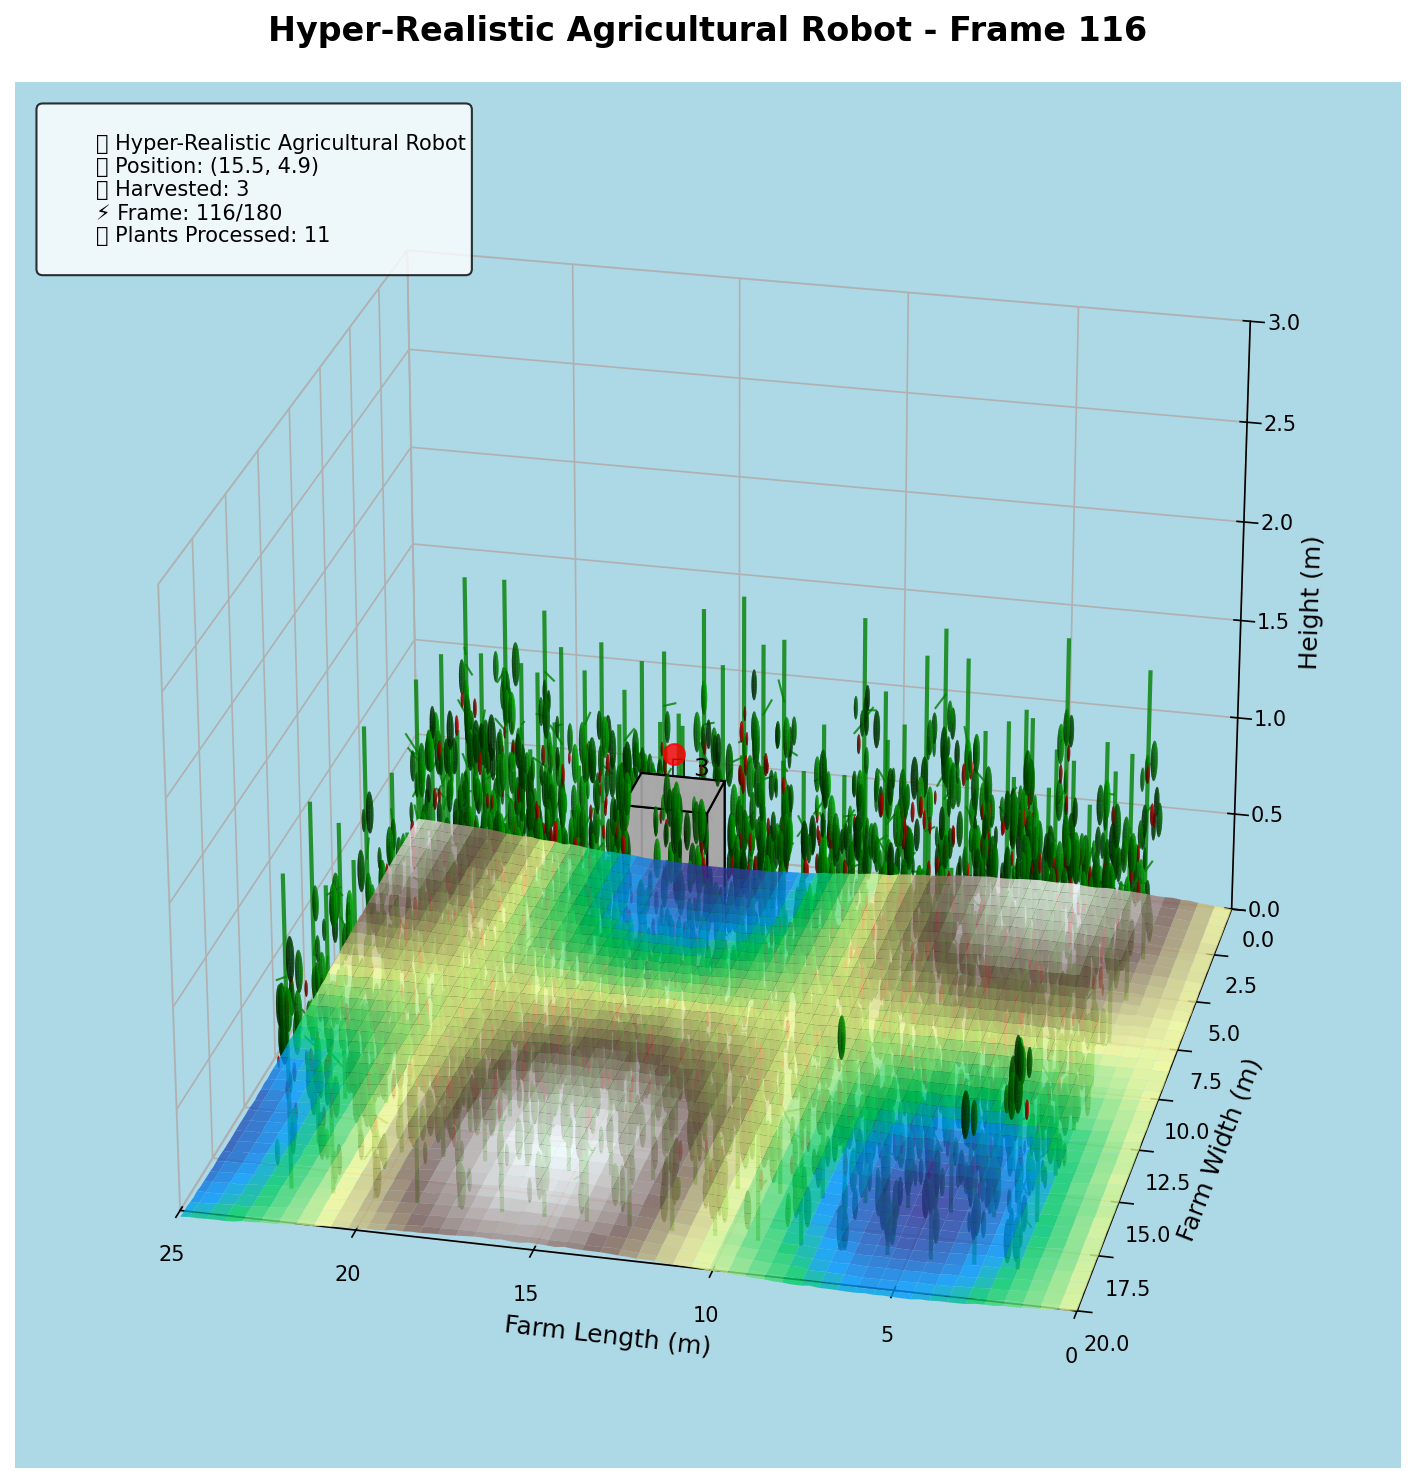 Hyper-Realistic Agricultural Robot - Frame 116
Hyper-Realistic Agricultural Robot
Position: (15.5, 4.9)
Harvested: 3
⚡ Frame: 116/180
Plants Processed: 11
3.0
2.5
2.0
1.5
1.0
0.5
0.0
Height (m)
3
0.0
2.5
5.0
7.5
10.0
12.5
15.0
17.5
20.0
Farm Width (m)
25
20
15
10
5
0
Farm Length (m)